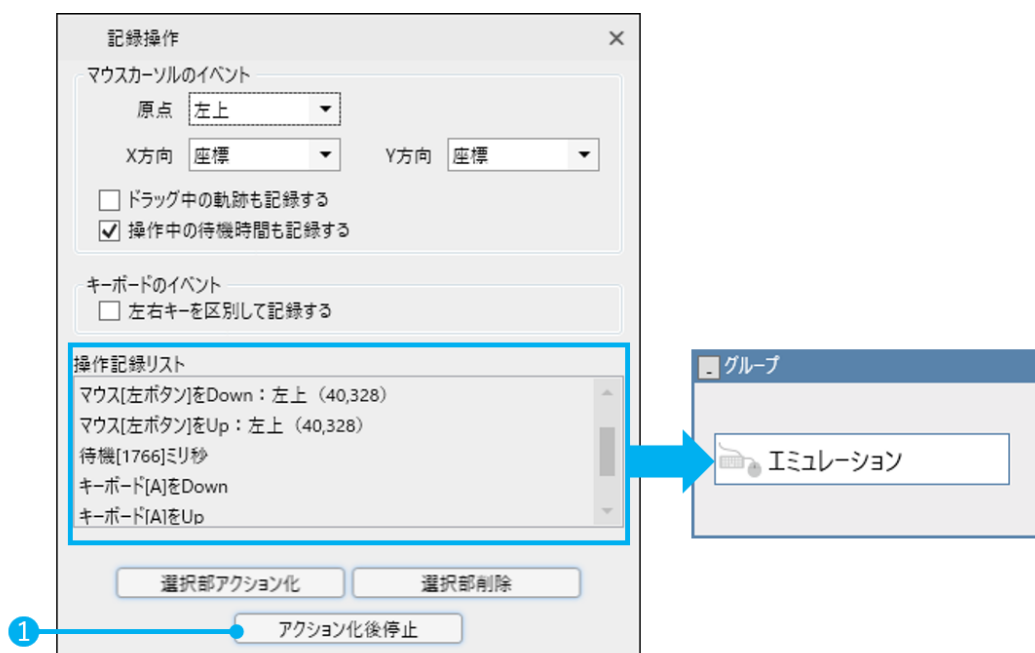 記録操作
マウスカーソルのイベント
原点 左上
X方向 座標 Y方向 座標
ドラッグ中の軌跡も記録する
操作中の待機時間も記録する
キーボードのイベント
左右キーを区別して記録する
操作記録リスト
マウス[左ボタン]をDown:左上(40,328)
マウス[左ボタン]をUp:左上(40,328)
待機[1766]ミリ秒
キーボード[A]をDown
キーボード[A]をUp
選択部アクション化 選択部削除
1 アクション化後停止
グループ
エミュレーション